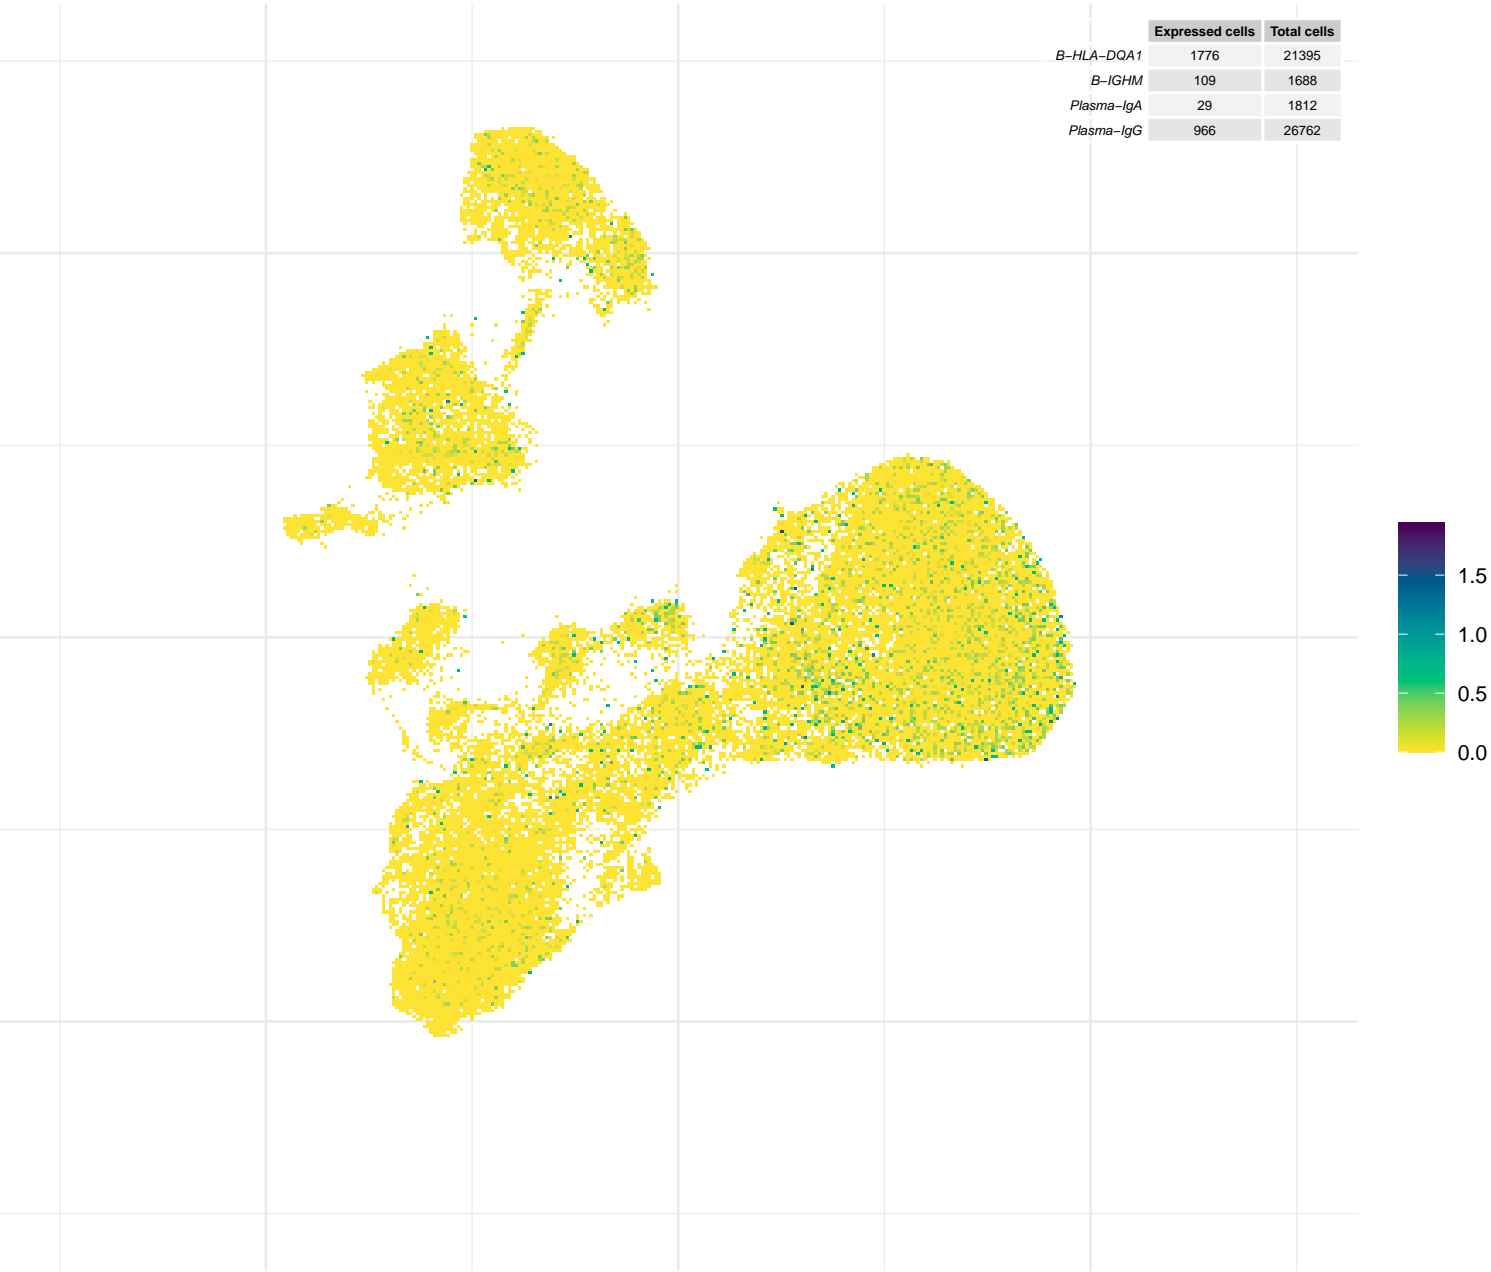 Expressed cells Total cells
B−HLA−DQA1 1776 21395
B−IGHM 109 1688
Plasma−IgA 29 1812
Plasma−IgG 966 26762
1.5
1.0
0.5
0.0